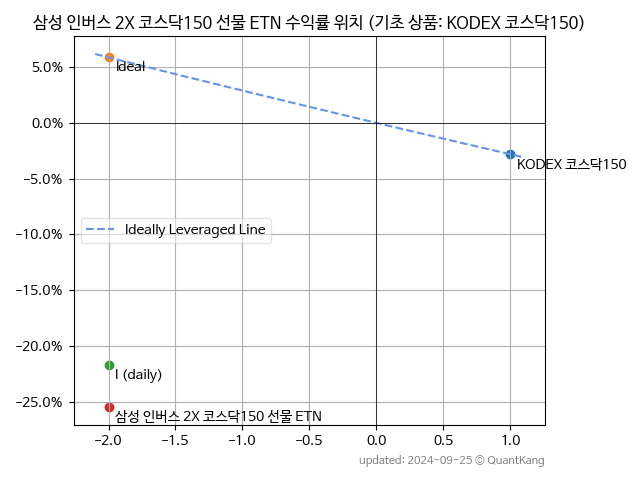 삼성 인버스 2X 코스닥150 선물 ETN 수익률 위치 (기초 상품: KODEX 코스닥150)
5.0%
Ideal
0.0%
KODEX 코스닥150
−5.0%
−10.0%
Ideally Leveraged Line
−15.0%
−20.0%
I (daily)
−25.0%
삼성 인버스 2X 코스닥150 선물 ETN
−2.0 −1.5 −1.0 −0.5 0.0 0.5 1.0
updated: 2024-09-25 © QuantKang